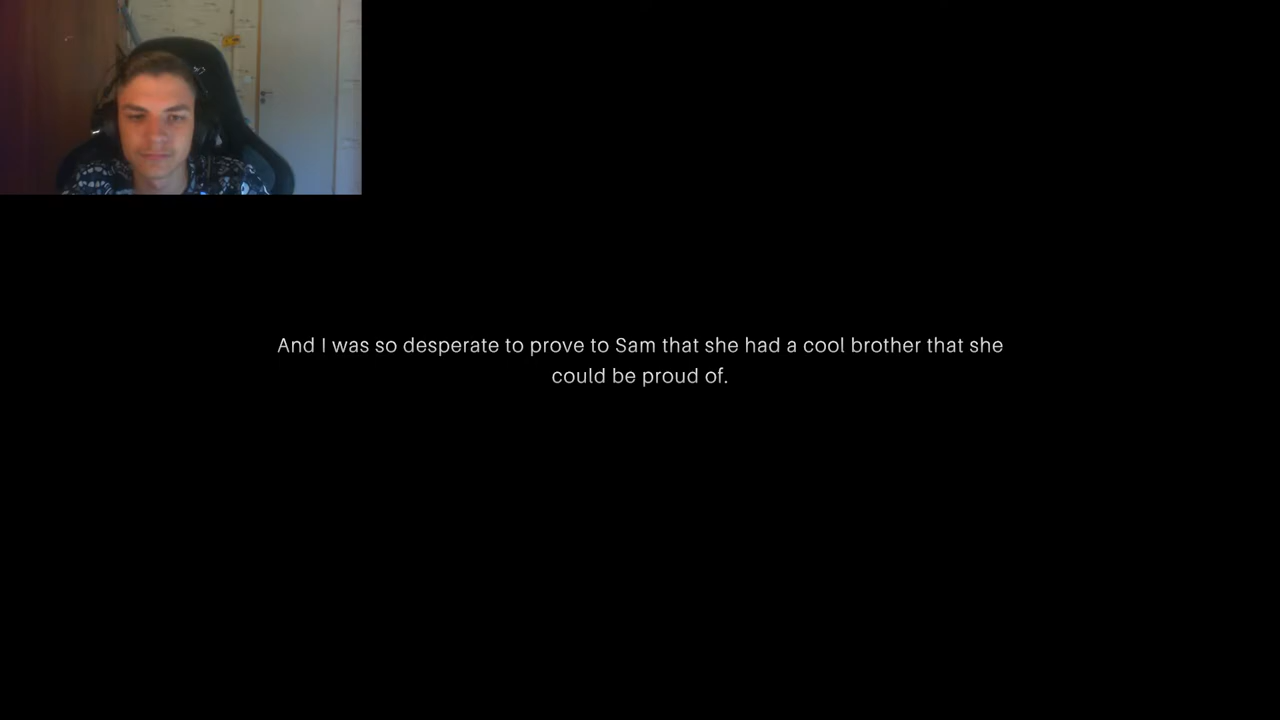 And I was so desperate to prove to Sam that she had a cool brother that she
could be proud of.